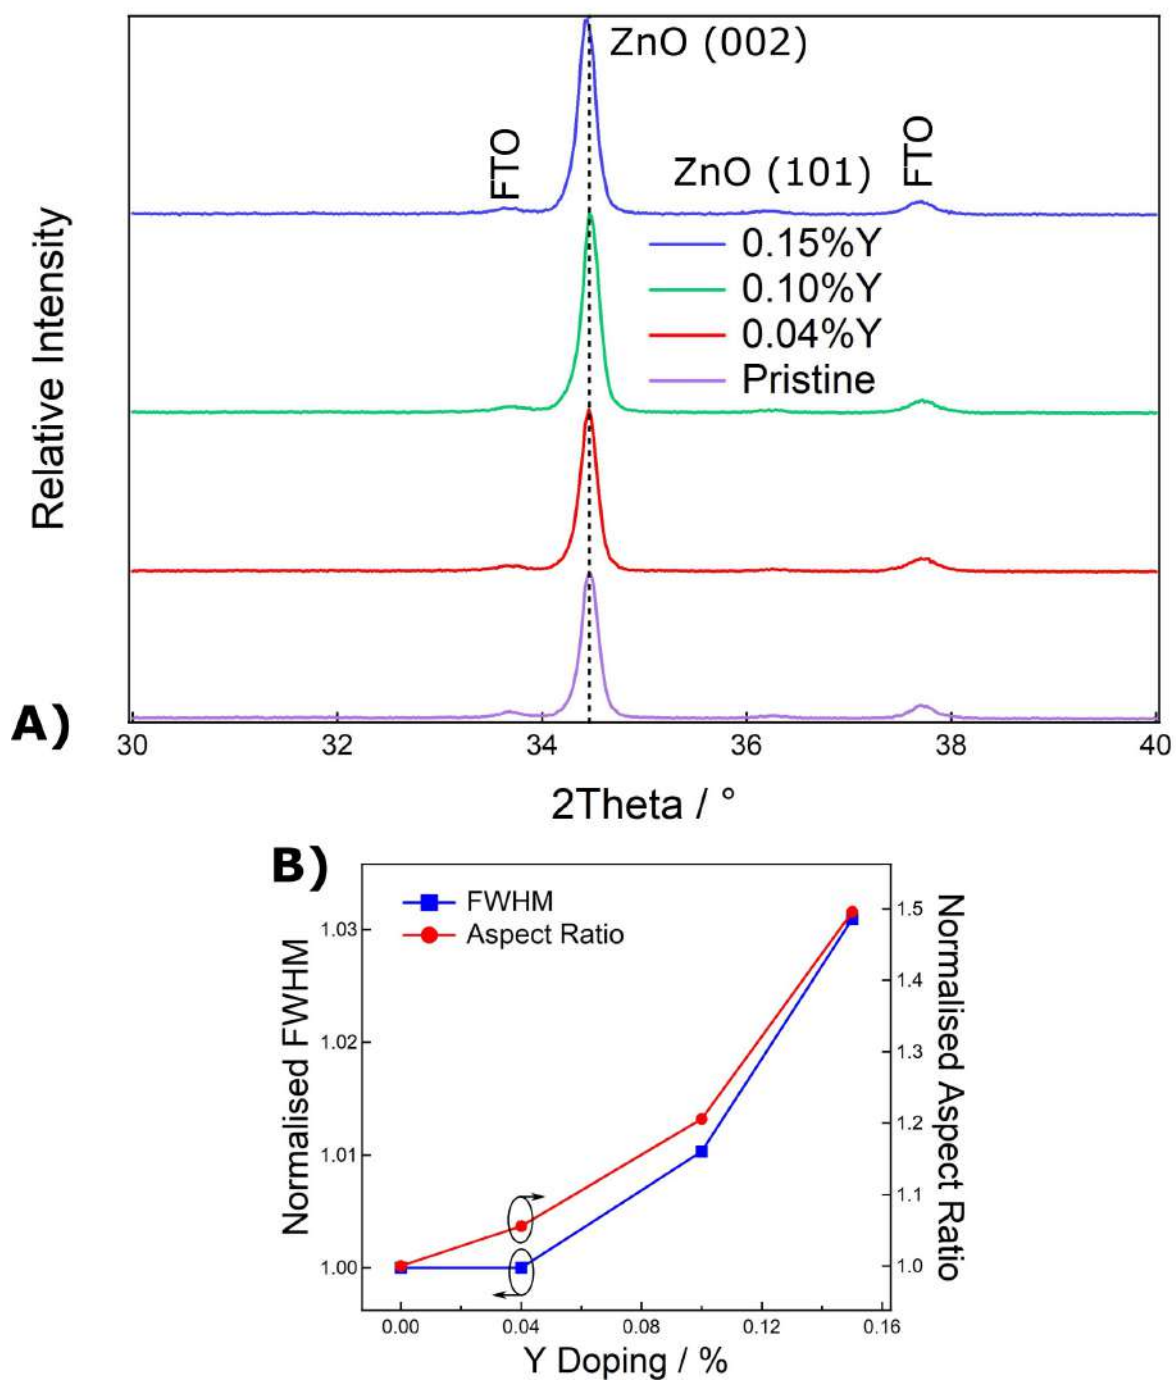 ZnO (002)
FTO
ZnO (101)
FTO
0.15%Y
0.10%Y
0.04%Y
Pristine
Relative Intensity
A)
30 32 34 36 38 40
2Theta / °
B)
FWHM
Aspect Ratio
Normalised FWHM
1.03
1.02
1.01
1.00
1.5
1.4
1.3
1.2
1.1
1.0
Normalised Aspect Ratio
0.00 0.04 0.08 0.12 0.16
Y Doping / %